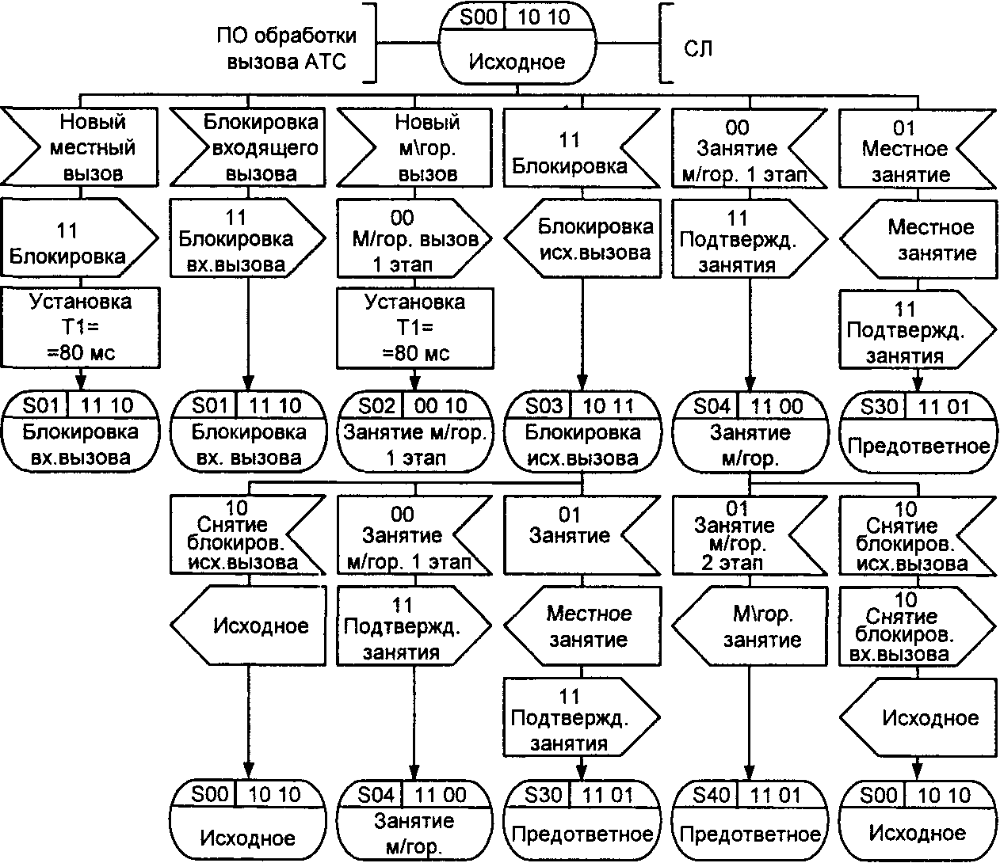 ПО обработки
вызова АТС
S00 10 10
Исходное
СЛ
Новый
местный
вызов
Блокировка
входящего
вызова
Новый
м\гор.
вызов
11
Блокировка
00
Занятие
м/гор. 1 этап
01
Местное
занятие
11
Блокировка
11
Блокировка
вх.вызова
00
М/гор. вызов
1 этап
Блокировка
исх.вызова
11
Подтвержд.
занятия
Местное
занятие
Установка
Т1=
=80 мс
Установка
Т1=
=80 мс
11
Подтвержд.
занятия
S01 11 10
Блокировка
вх.вызова
S01 11 10
Блокировка
вх. вызова
S02 00 10
Занятие м/гор.
1 этап
S03 10 11
Блокировка
исх.вызова
S04 11 00
Занятие
м/гор.
S30 11 01
Предответное
10
Снятие
блокиров.
исх.вызова
00
Занятие
м/гор. 1 этап
01
Занятие
01
Занятие
м/гор.
2 этап
10
Снятие
блокиров.
исх.вызова
Исходное
11
Подтвержд.
занятия
Местное
занятие
М\гор.
занятие
10
Снятие
блокиров.
вх.вызова
11
Подтвержд.
занятия
Исходное
S00 10 10
Исходное
S04 11 00
Занятие
м/гор.
S30 11 01
Предответное
S40 11 01
Предответное
S00 10 10
Исходное